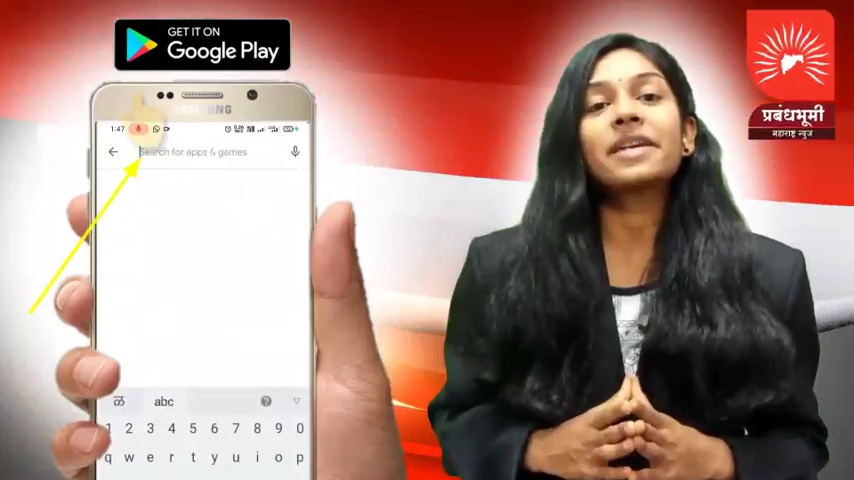 GET IT ON
Google Play
SAMSUNG
1:47
Search for apps & games
प्रबंधभूमी
महाराष्ट्र न्युज
abc
1 2 3 4 5 6 7 8 9 0
q w e r t y u i o p